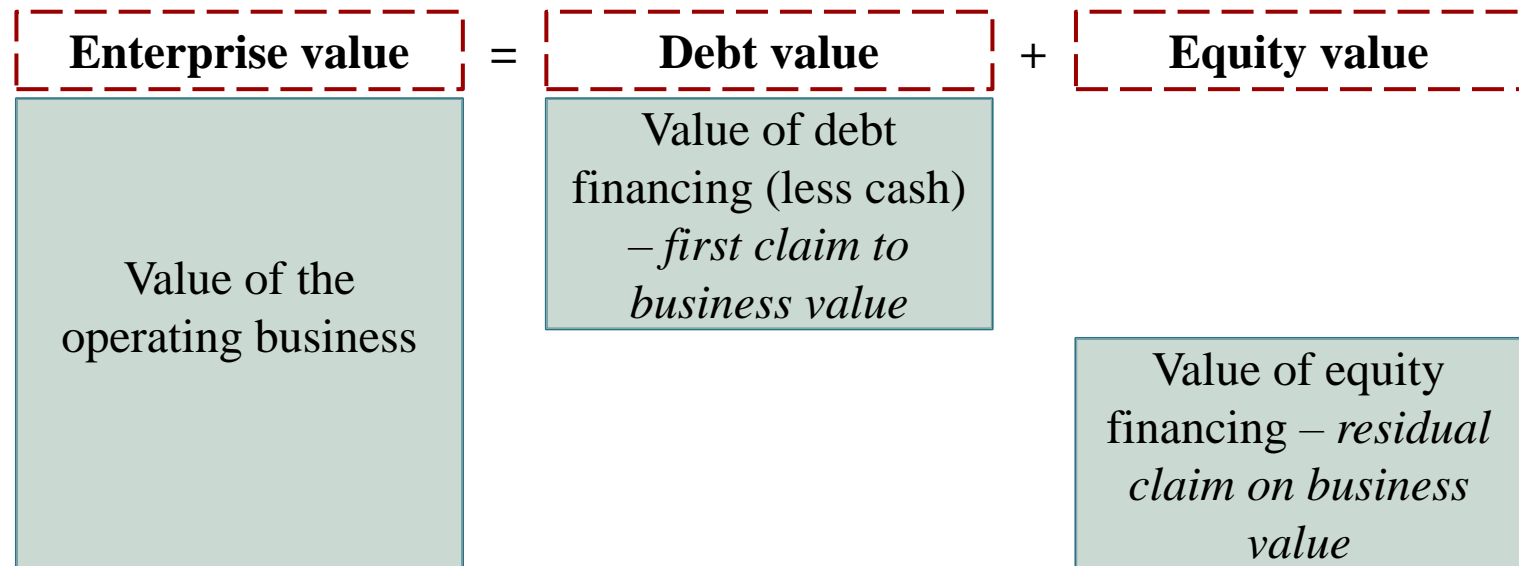 Enterprise value = Debt value + Equity value
Value of the
operating business
Value of debt
financing (less cash)
– first claim to
business value
Value of equity
financing – residual
claim on business
value